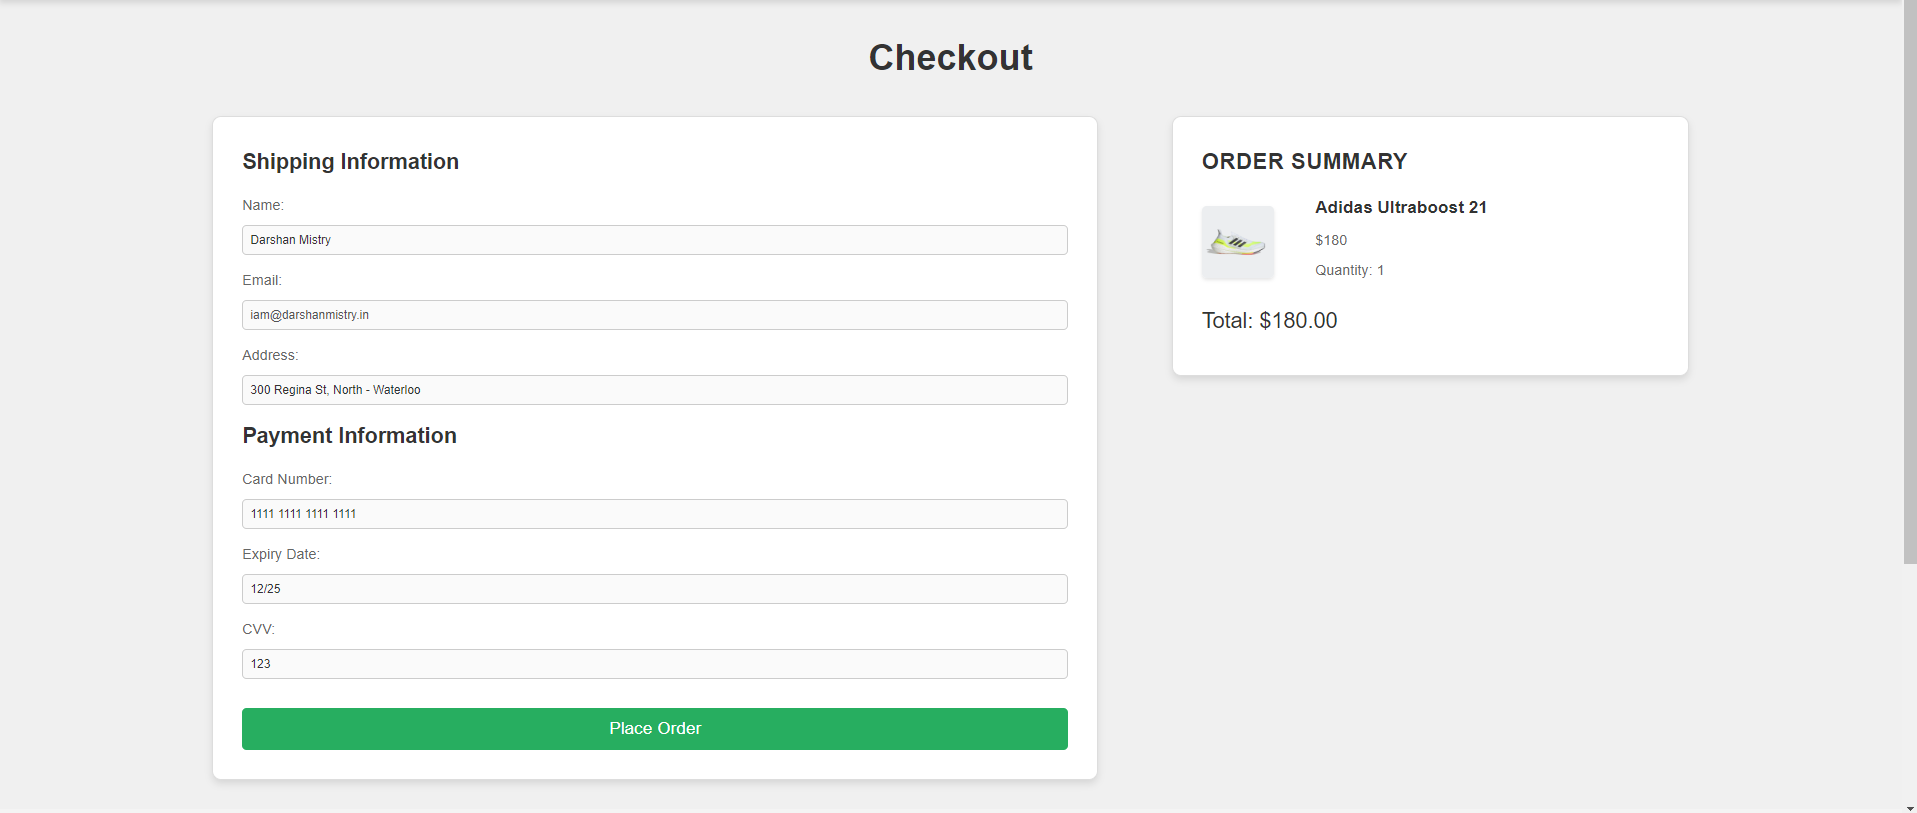 Checkout
Shipping Information
Name:
Darshan Mistry
Email:
iam@darshanmistry.in
Address:
300 Regina St, North - Waterloo
Payment Information
Card Number:
1111 1111 1111 1111
Expiry Date:
12/25
CVV:
123
Place Order
ORDER SUMMARY
Adidas Ultraboost 21
$180
Quantity: 1
Total: $180.00